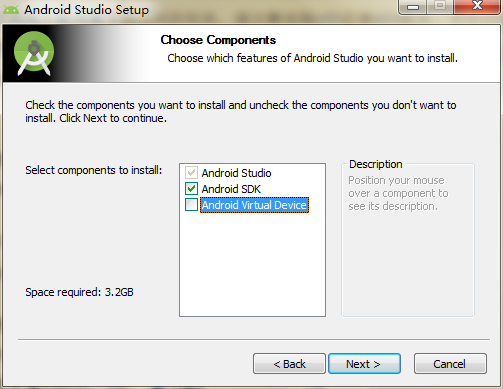 Android Studio Setup
Choose Components
Choose which features of Android Studio you want to install.
Check the components you want to install and uncheck the components you don't want to
install. Click Next to continue.
Select components to install:
Android Studio
Android SDK
Android Virtual Device
Description
Position your mouse
over a component to
see its description.
Space required: 3.2GB
< Back
Next >
Cancel